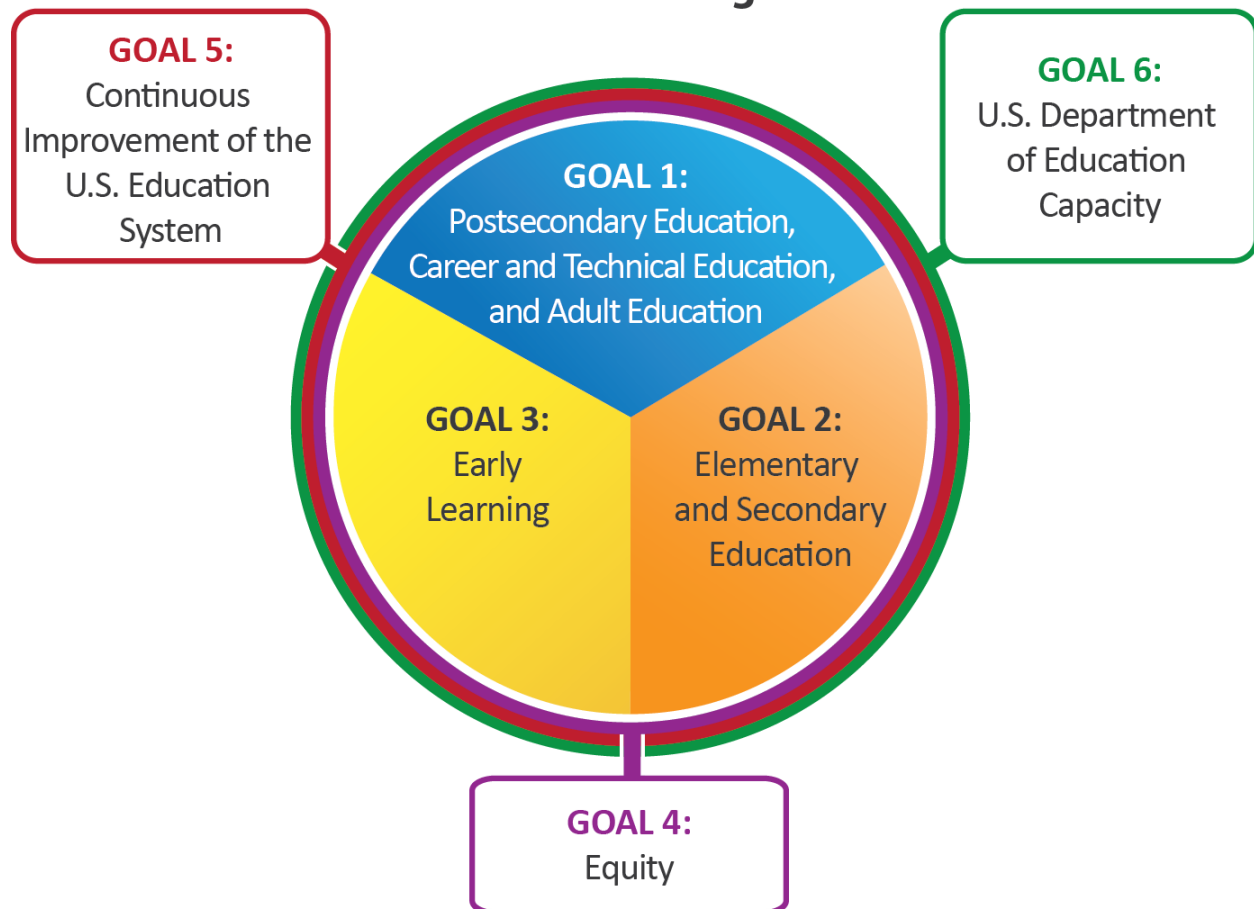 GOAL 5:
Continuous
Improvement of the
U.S. Education
System
GOAL 6:
U.S. Department
of Education
Capacity
GOAL 1:
Postsecondary Education,
Career and Technical Education,
and Adult Education
GOAL 3:
Early
Learning
GOAL 2:
Elementary
and Secondary
Education
GOAL 4:
Equity